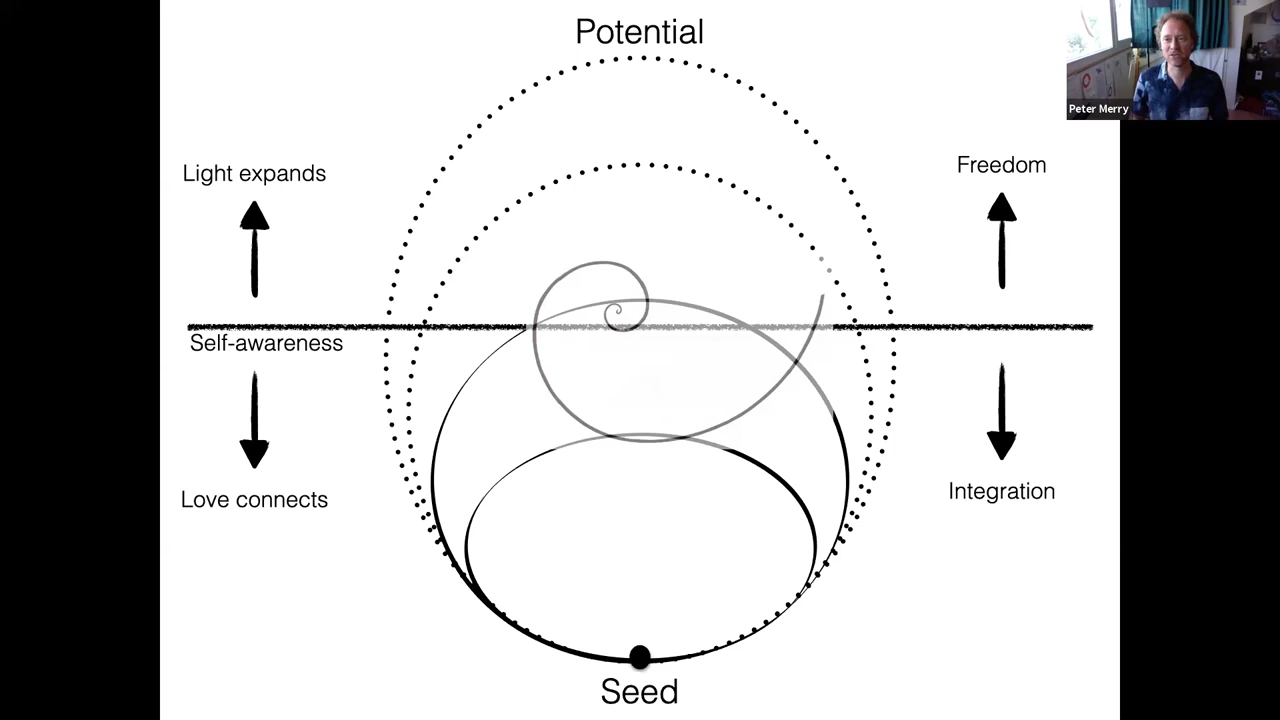 Potential
Peter Merry
Light expands
Freedom
Self-awareness
Love connects
Integration
Seed